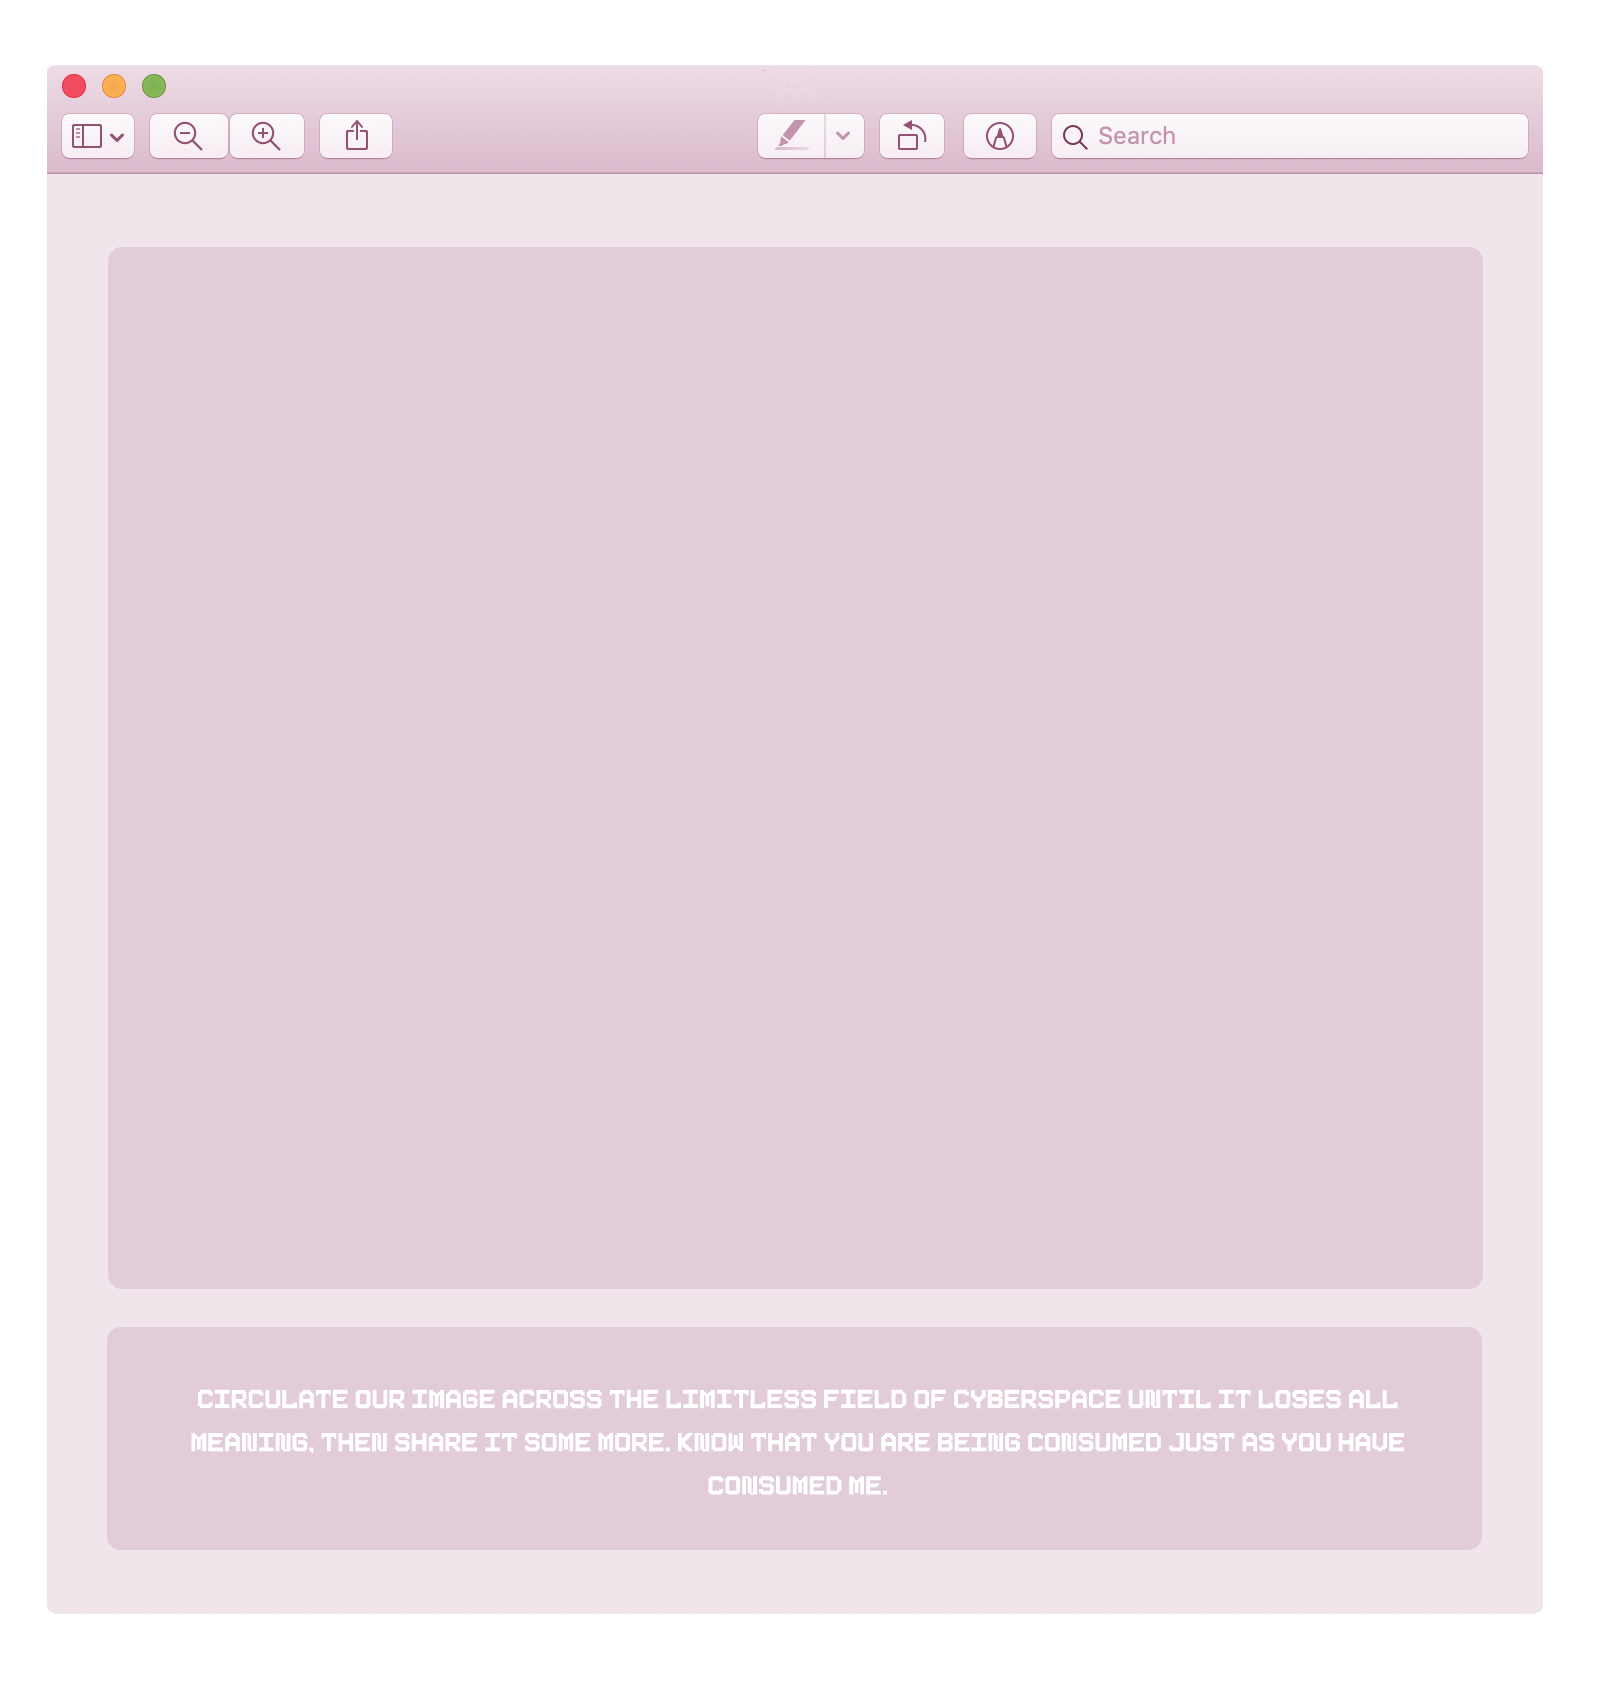 Search
CIRCULATE OUR IMAGE ACROSS THE LIMITLESS FIELD OF CYBERSPACE UNTIL IT LOSES ALL
MEANING, THEN SHARE IT SOME MORE. KNOW THAT YOU ARE BEING CONSUMED JUST AS YOU HAVE
CONSUMED ME.